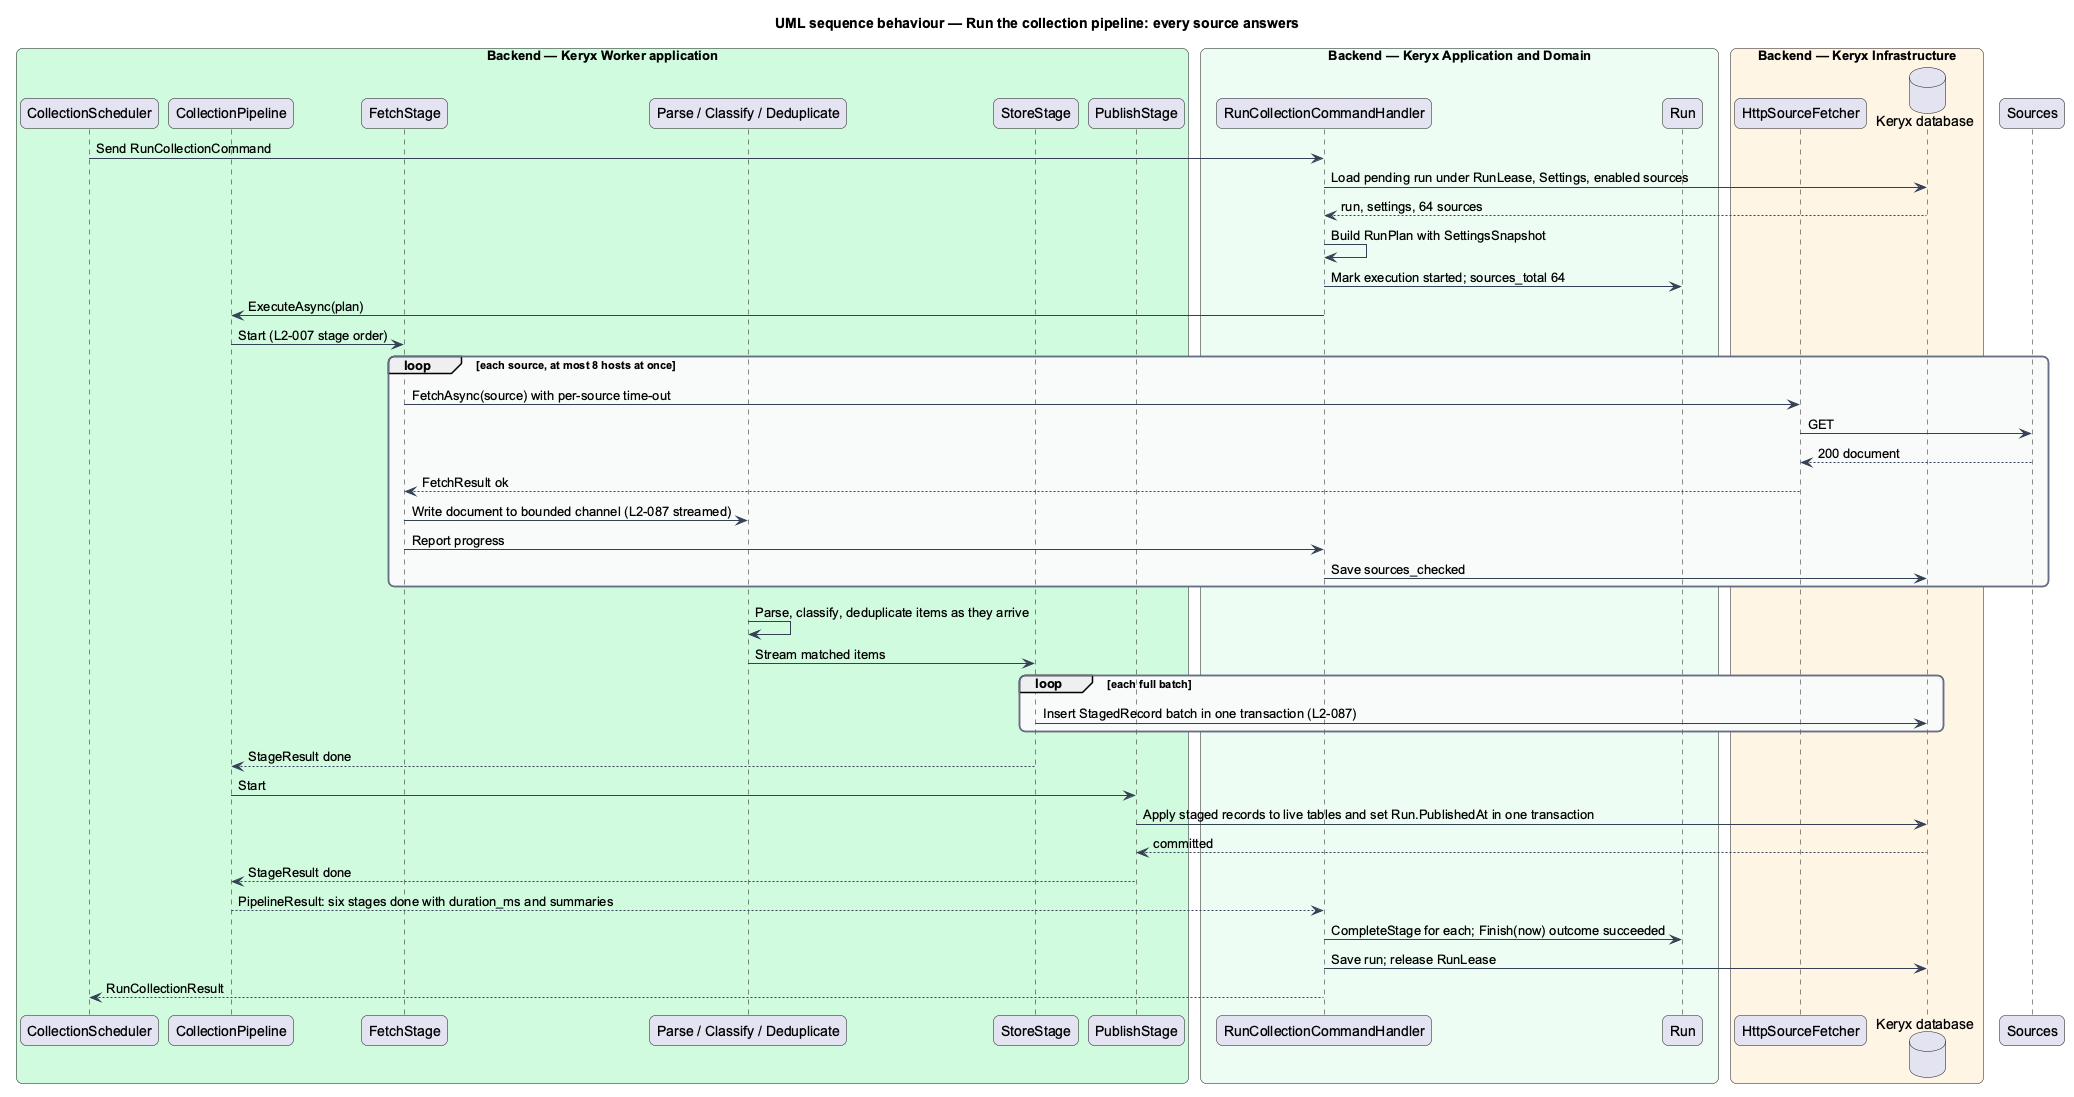 UML sequence behaviour — Run the collection pipeline: every source answers
Backend — Keryx Worker application
Backend — Keryx Application and Domain
Backend — Keryx Infrastructure
CollectionScheduler
CollectionPipeline
FetchStage
Parse / Classify / Deduplicate
StoreStage
PublishStage
RunCollectionCommandHandler
Run
HttpSourceFetcher
Keryx database
Sources
Send RunCollectionCommand
Load pending run under RunLease, Settings, enabled sources
run, settings, 64 sources
Build RunPlan with SettingsSnapshot
Mark execution started; sources_total 64
ExecuteAsync(plan)
Start (L2-007 stage order)
loop
[each source, at most 8 hosts at once]
FetchAsync(source) with per-source time-out
GET
200 document
FetchResult ok
Write document to bounded channel (L2-087 streamed)
Report progress
Save sources_checked
Parse, classify, deduplicate items as they arrive
Stream matched items
loop
[each full batch]
Insert StagedRecord batch in one transaction (L2-087)
StageResult done
Start
Apply staged records to live tables and set Run.PublishedAt in one transaction
committed
StageResult done
PipelineResult: six stages done with duration_ms and summaries
CompleteStage for each; Finish(now) outcome succeeded
Save run; release RunLease
RunCollectionResult
CollectionScheduler
CollectionPipeline
FetchStage
Parse / Classify / Deduplicate
StoreStage
PublishStage
RunCollectionCommandHandler
Run
HttpSourceFetcher
Keryx database
Sources